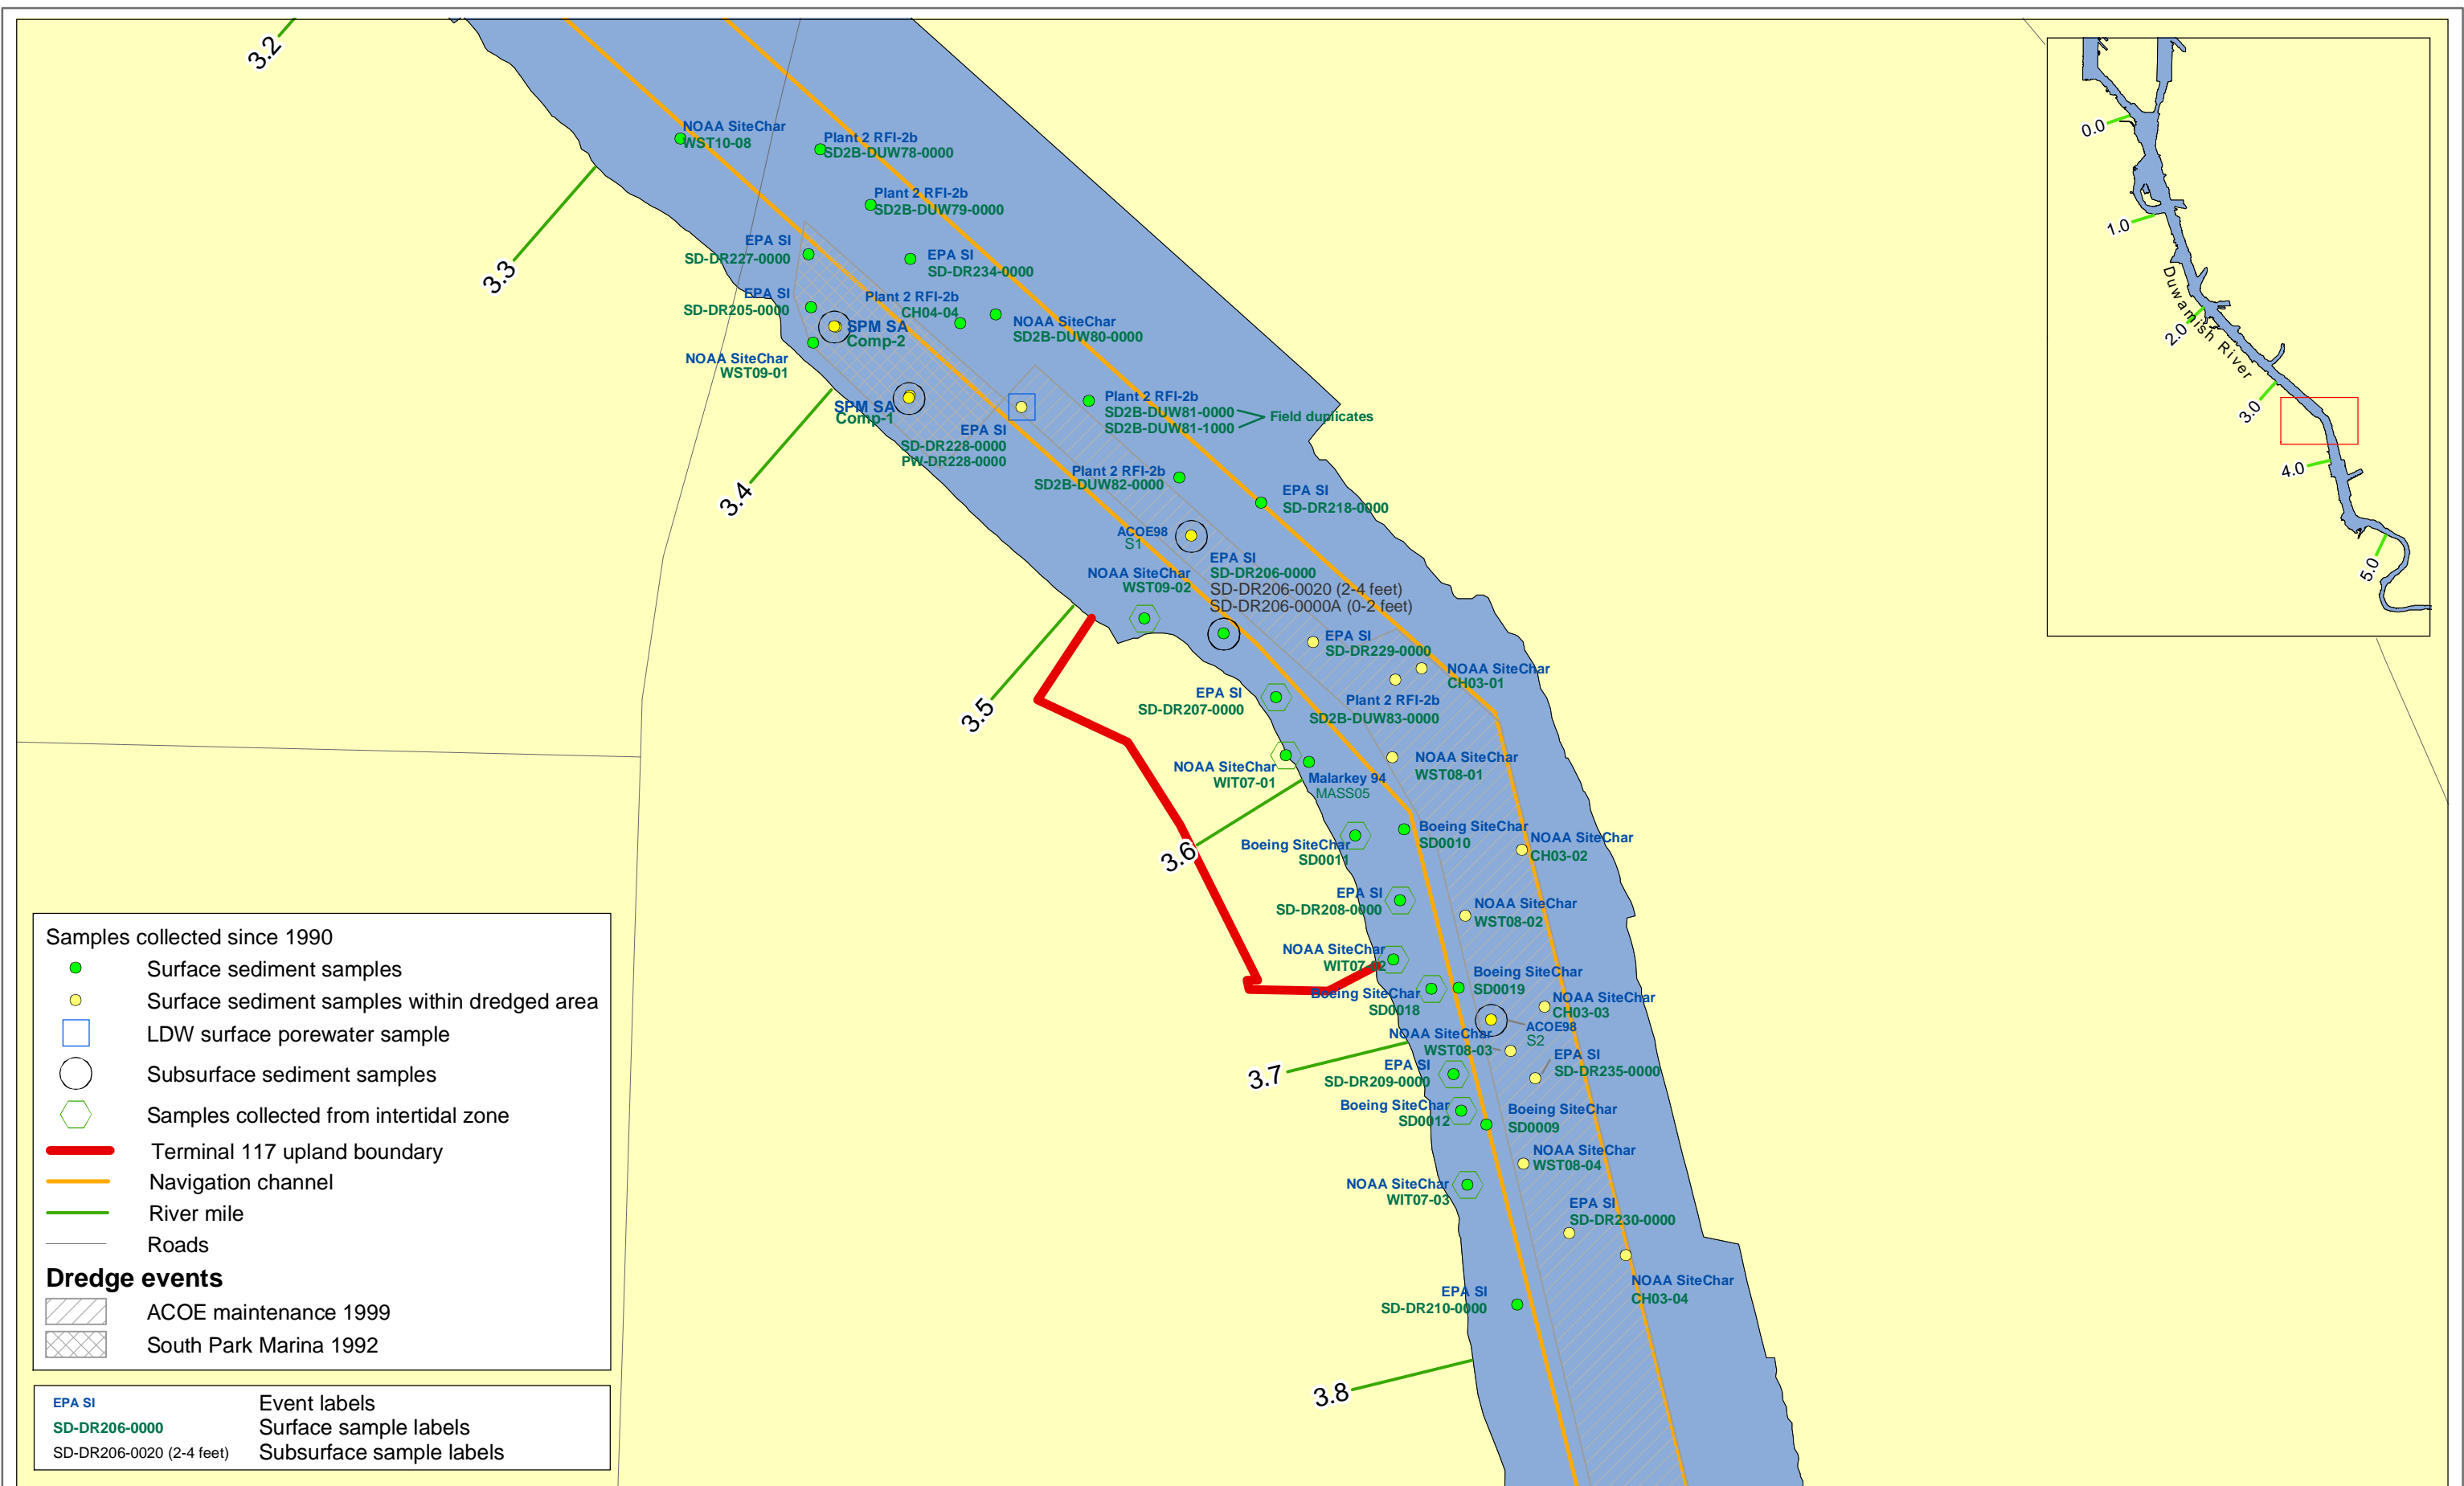 3.2
NOAA SiteChar
WST10-08
Plant 2 RFI-2b
SD2B-DUW78-0000
Plant 2 RFI-2b
SD2B-DUW79-0000
EPA SI
SD-DR227-0000
EPA SI
SD-DR234-0000
3.3
EPA SI
SD-DR205-0000
Plant 2 RFI-2b
CH04-04
NOAA SiteChar
SD2B-DUW80-0000
SPM SA
Comp-2
NOAA SiteChar
WST09-01
SPM SA
Comp-1
Plant 2 RFI-2b
SD2B-DUW81-0000
SD2B-DUW81-1000
Field duplicates
EPA SI
SD-DR228-0000
PW-DR228-0000
3.4
Plant 2 RFI-2b
SD2B-DUW82-0000
EPA SI
SD-DR218-0000
ACOE98
S1
EPA SI
SD-DR206-0000
SD-DR206-0020 (2-4 feet)
SD-DR206-0000A (0-2 feet)
NOAA SiteChar
WST09-02
EPA SI
SD-DR229-0000
NOAA SiteChar
CH03-01
3.5
EPA SI
SD-DR207-0000
Plant 2 RFI-2b
SD2B-DUW83-0000
NOAA SiteChar
WIT07-01
Malarkey 94
MASS05
NOAA SiteChar
WST08-01
3.6
Boeing SiteChar
SD0011
Boeing SiteChar
SD0010
NOAA SiteChar
CH03-02
EPA SI
SD-DR208-0000
NOAA SiteChar
WST08-02
NOAA SiteChar
WIT07-02
Boeing SiteChar
SD0019
Boeing SiteChar
SD0018
NOAA SiteChar
CH03-03
ACOE98
S2
NOAA SiteChar
WST08-03
3.7
EPA SI
SD-DR209-0000
EPA SI
SD-DR235-0000
Boeing SiteChar
SD0012
Boeing SiteChar
SD0009
NOAA SiteChar
WST08-04
NOAA SiteChar
WIT07-03
EPA SI
SD-DR230-0000
NOAA SiteChar
CH03-04
EPA SI
SD-DR210-0000
3.8
0.0
1.0
2.0
3.0
4.0
5.0
Duwamish River
Samples collected since 1990
Surface sediment samples
Surface sediment samples within dredged area
LDW surface porewater sample
Subsurface sediment samples
Samples collected from intertidal zone
Terminal 117 upland boundary
Navigation channel
River mile
Roads
Dredge events
ACOE maintenance 1999
South Park Marina 1992
EPA SI Event labels
SD-DR206-0000 Surface sample labels
SD-DR206-0020 (2-4 feet) Subsurface sample labels